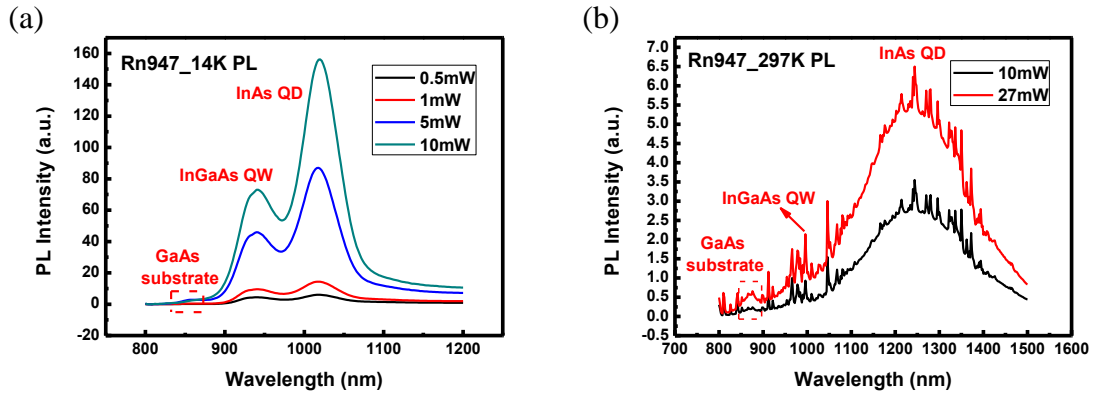 (a)
Rn947_14K PL
InAs QD
InGaAs QW
GaAs
substrate
0.5mW
1mW
5mW
10mW
PL Intensity (a.u.)
160
140
120
100
80
60
40
20
0
-20
800 900 1000 1100 1200
Wavelength (nm)
(b)
Rn947_297K PL
InAs QD
InGaAs QW
GaAs
substrate
10mW
27mW
PL Intensity (a.u.)
7.0
6.5
6.0
5.5
5.0
4.5
4.0
3.5
3.0
2.5
2.0
1.5
1.0
0.5
0.0
-0.5
700 800 900 1000 1100 1200 1300 1400 1500 1600
Wavelength (nm)